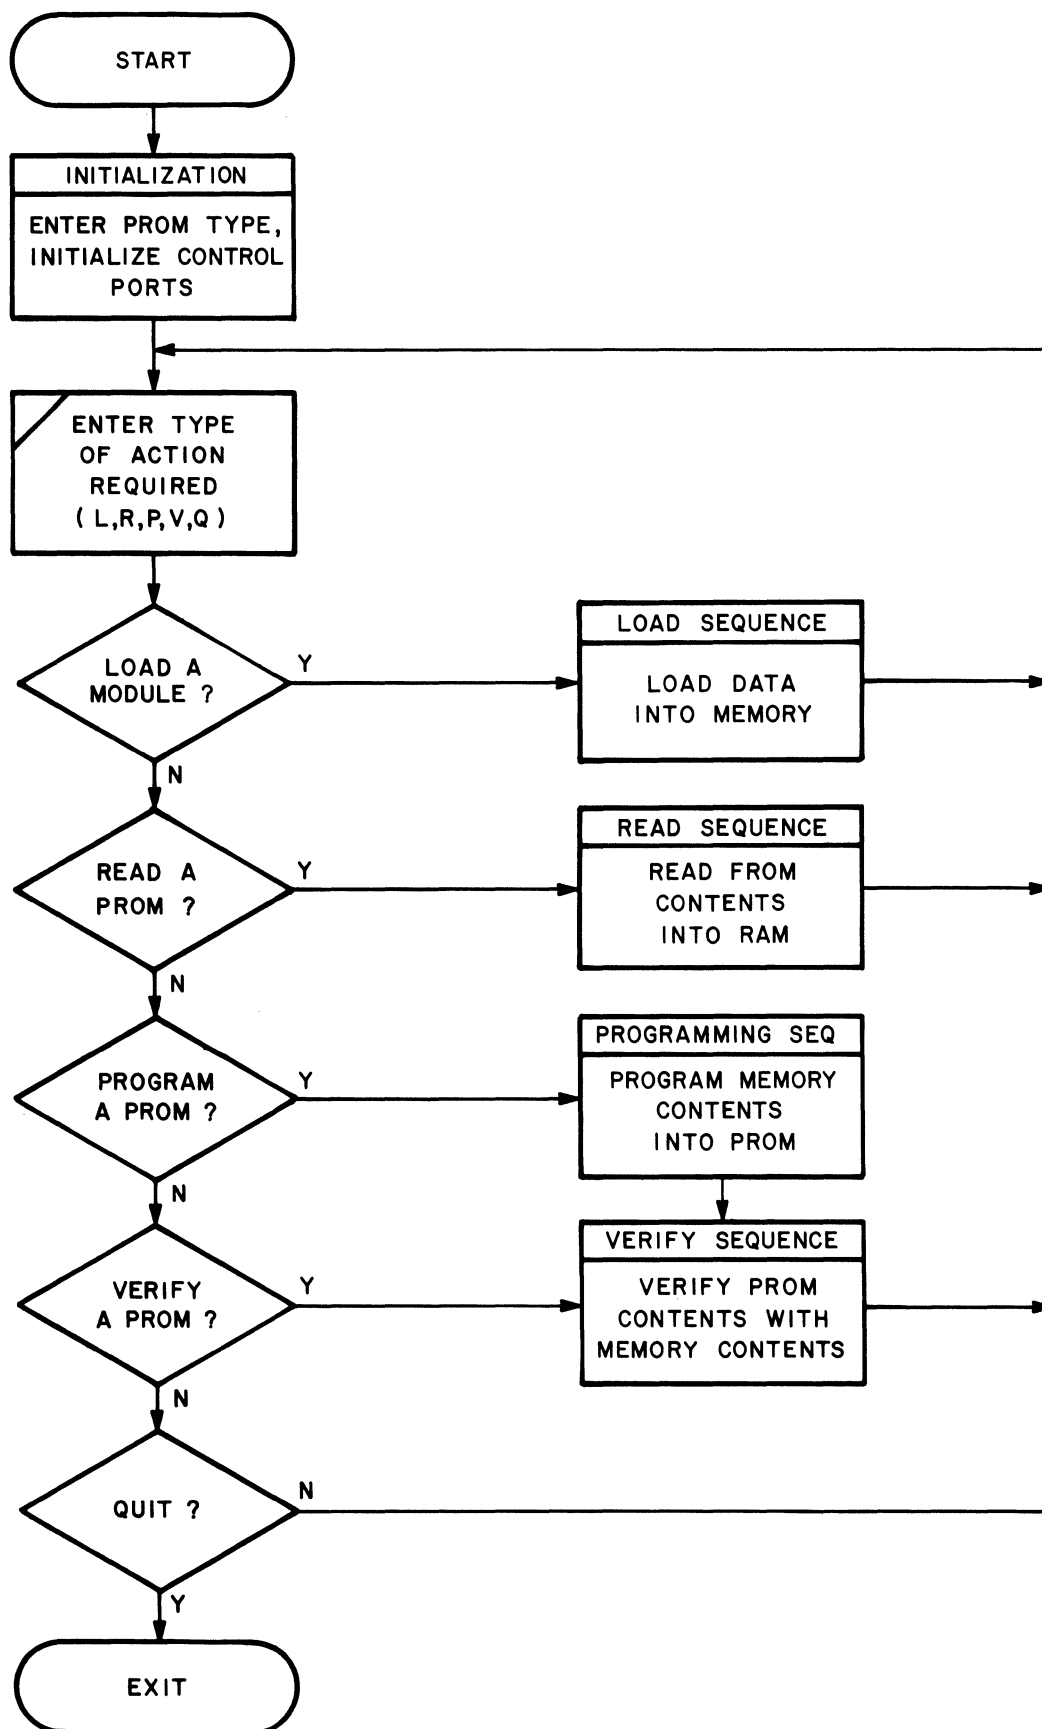 START
INITIALIZATION
ENTER PROM TYPE,
INITIALIZE CONTROL
PORTS
ENTER TYPE
OF ACTION
REQUIRED
( L,R,P,V,Q )
LOAD A
MODULE ?
Y
N
LOAD SEQUENCE
LOAD DATA
INTO MEMORY
READ A
PROM ?
Y
N
READ SEQUENCE
READ FROM
CONTENTS
INTO RAM
PROGRAM
A PROM ?
Y
N
PROGRAMMING SEQ
PROGRAM MEMORY
CONTENTS
INTO PROM
VERIFY
A PROM ?
Y
N
VERIFY SEQUENCE
VERIFY PROM
CONTENTS WITH
MEMORY CONTENTS
QUIT ?
N
Y
EXIT